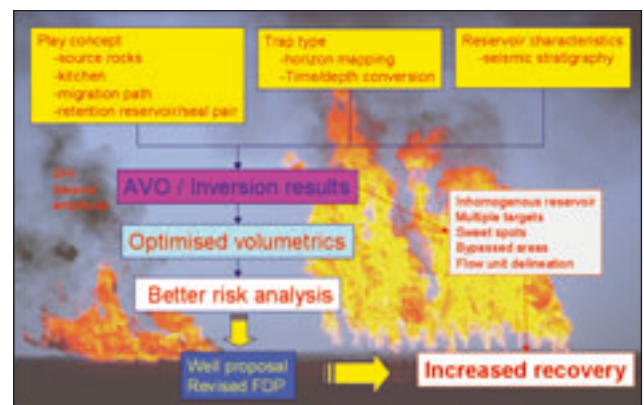 Play concept
-source rocks
-kitchen
-migration path
-retention reservoir/seal pair
Trap type
-horizon mapping
-Time/depth conversion
Reservoir characteristics
-seismic stratigraphy
AVO / Inversion results
Inhomogenous reservoir
Multiple targets
Sweet spots
Bypassed areas
Flow unit delineation
Optimised volumetrics
Better risk analysis
Well proposal
Revised FDP
Increased recovery